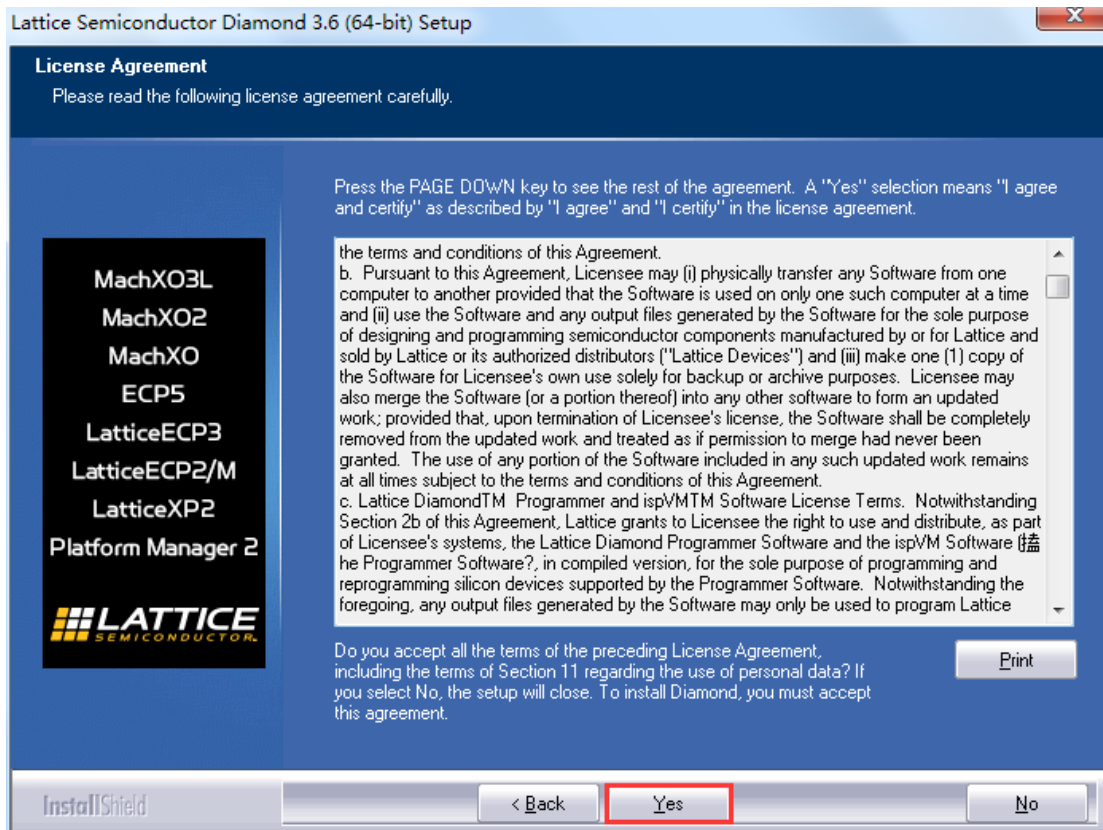 Lattice Semiconductor Diamond 3.6 (64-bit) Setup
License Agreement
Please read the following license agreement carefully.
Press the PAGE DOWN key to see the rest of the agreement. A "Yes" selection means "I agree
and certify" as described by "I agree" and "I certify" in the license agreement.
MachXO3L
MachXO2
MachXO
ECP5
LatticeECP3
LatticeECP2/M
LatticeXP2
Platform Manager 2
LATTICE
SEMICONDUCTOR.
the terms and conditions of this Agreement.
b. Pursuant to this Agreement, Licensee may (i) physically transfer any Software from one
computer to another provided that the Software is used on only one such computer at a time
and (ii) use the Software and any output files generated by the Software for the sole purpose
of designing and programming semiconductor components manufactured by or for Lattice and
sold by Lattice or its authorized distributors ("Lattice Devices") and (iii) make one (1) copy of
the Software for Licensee's own use solely for backup or archive purposes. Licensee may
also merge the Software (or a portion thereof) into any other software to form an updated
work; provided that, upon termination of Licensee's license, the Software shall be completely
removed from the updated work and treated as if permission to merge had never been
granted. The use of any portion of the Software included in any such updated work remains
at all times subject to the terms and conditions of this Agreement.
c. Lattice DiamondTM Programmer and ispVMTM Software License Terms. Notwithstanding
Section 2b of this Agreement, Lattice grants to Licensee the right to use and distribute, as part
of Licensee's systems, the Lattice Diamond Programmer Software and the ispVM Software (搕
he Programmer Software?, in compiled version, for the sole purpose of programming and
reprogramming silicon devices supported by the Programmer Software. Notwithstanding the
foregoing, any output files generated by the Software may only be used to program Lattice
Do you accept all the terms of the preceding License Agreement,
including the terms of Section 11 regarding the use of personal data? If
you select No, the setup will close. To install Diamond, you must accept
this agreement.
Print
InstallShield
< Back
Yes
No